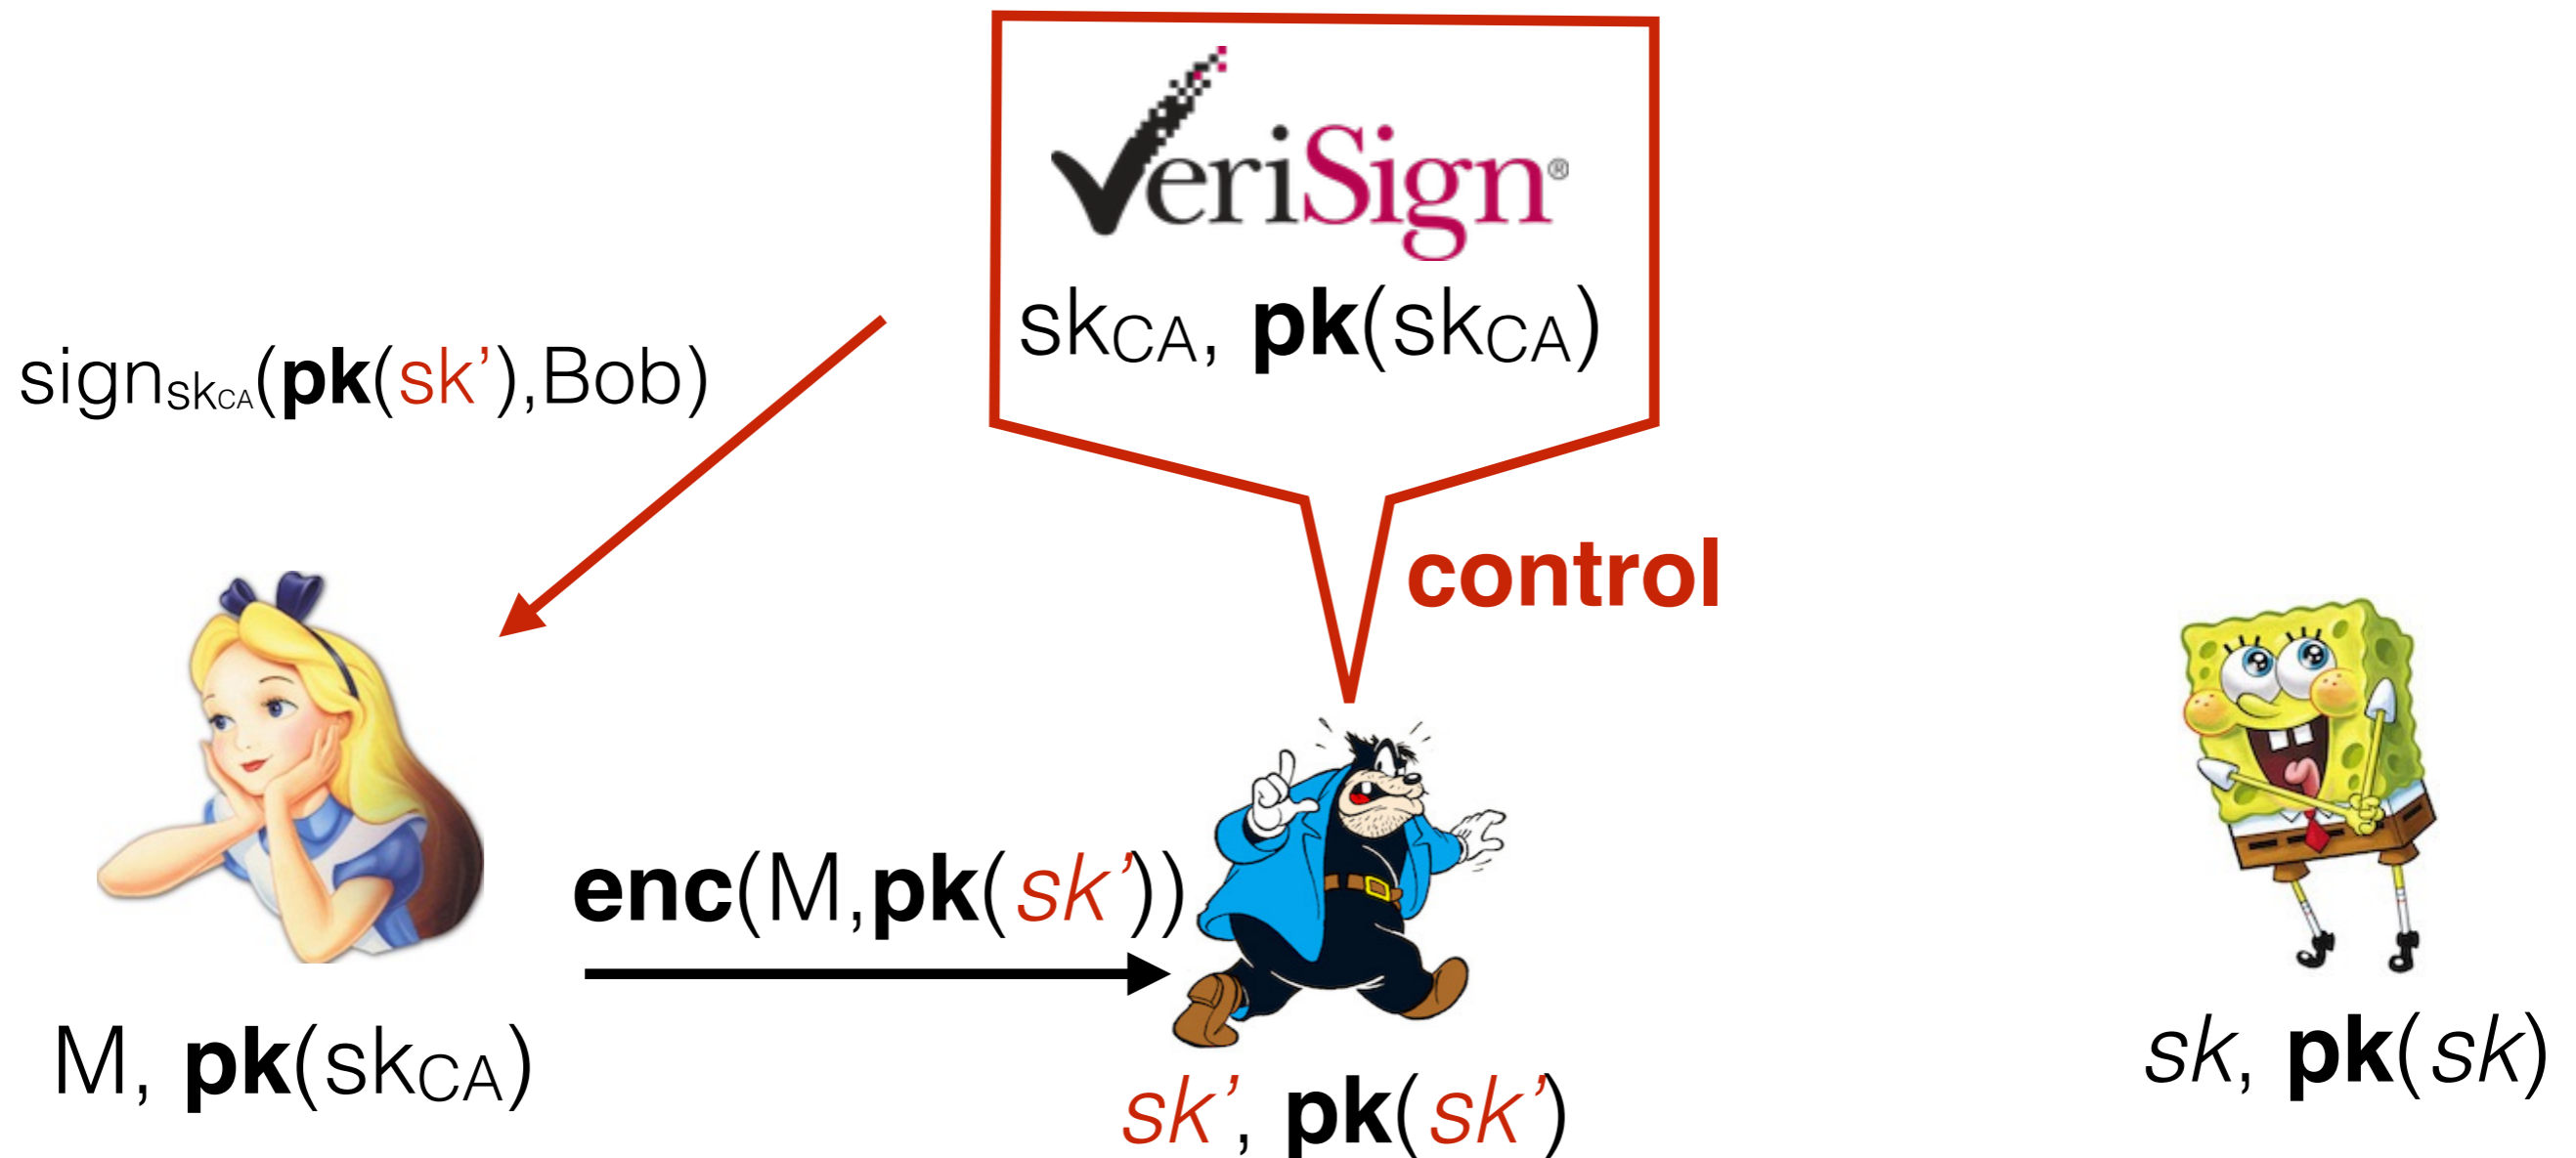 VeriSign®
skCA, pk(skCA)
signskCA(pk(sk’),Bob)
control
enc(M,pk(sk’))
M, pk(skCA)
sk’, pk(sk’)
sk, pk(sk)